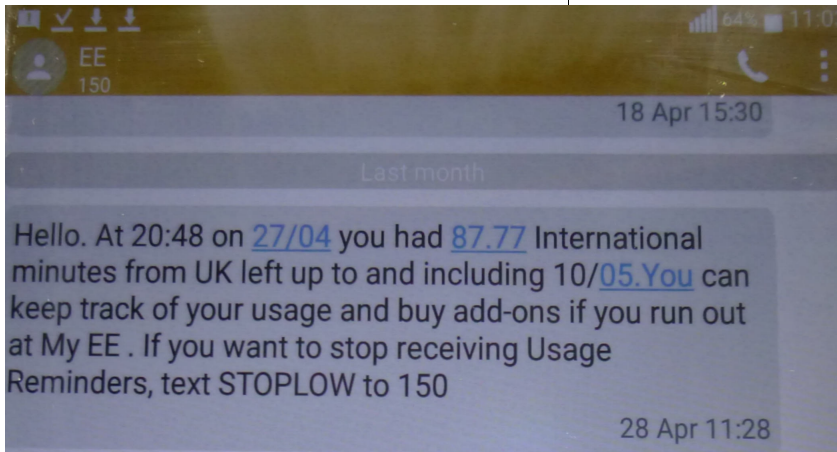 64% 11:0
EE
150
18 Apr 15:30
Last month
Hello. At 20:48 on 27/04 you had 87.77 International
minutes from UK left up to and including 10/05.You can
keep track of your usage and buy add-ons if you run out
at My EE . If you want to stop receiving Usage
Reminders, text STOPLOW to 150
28 Apr 11:28